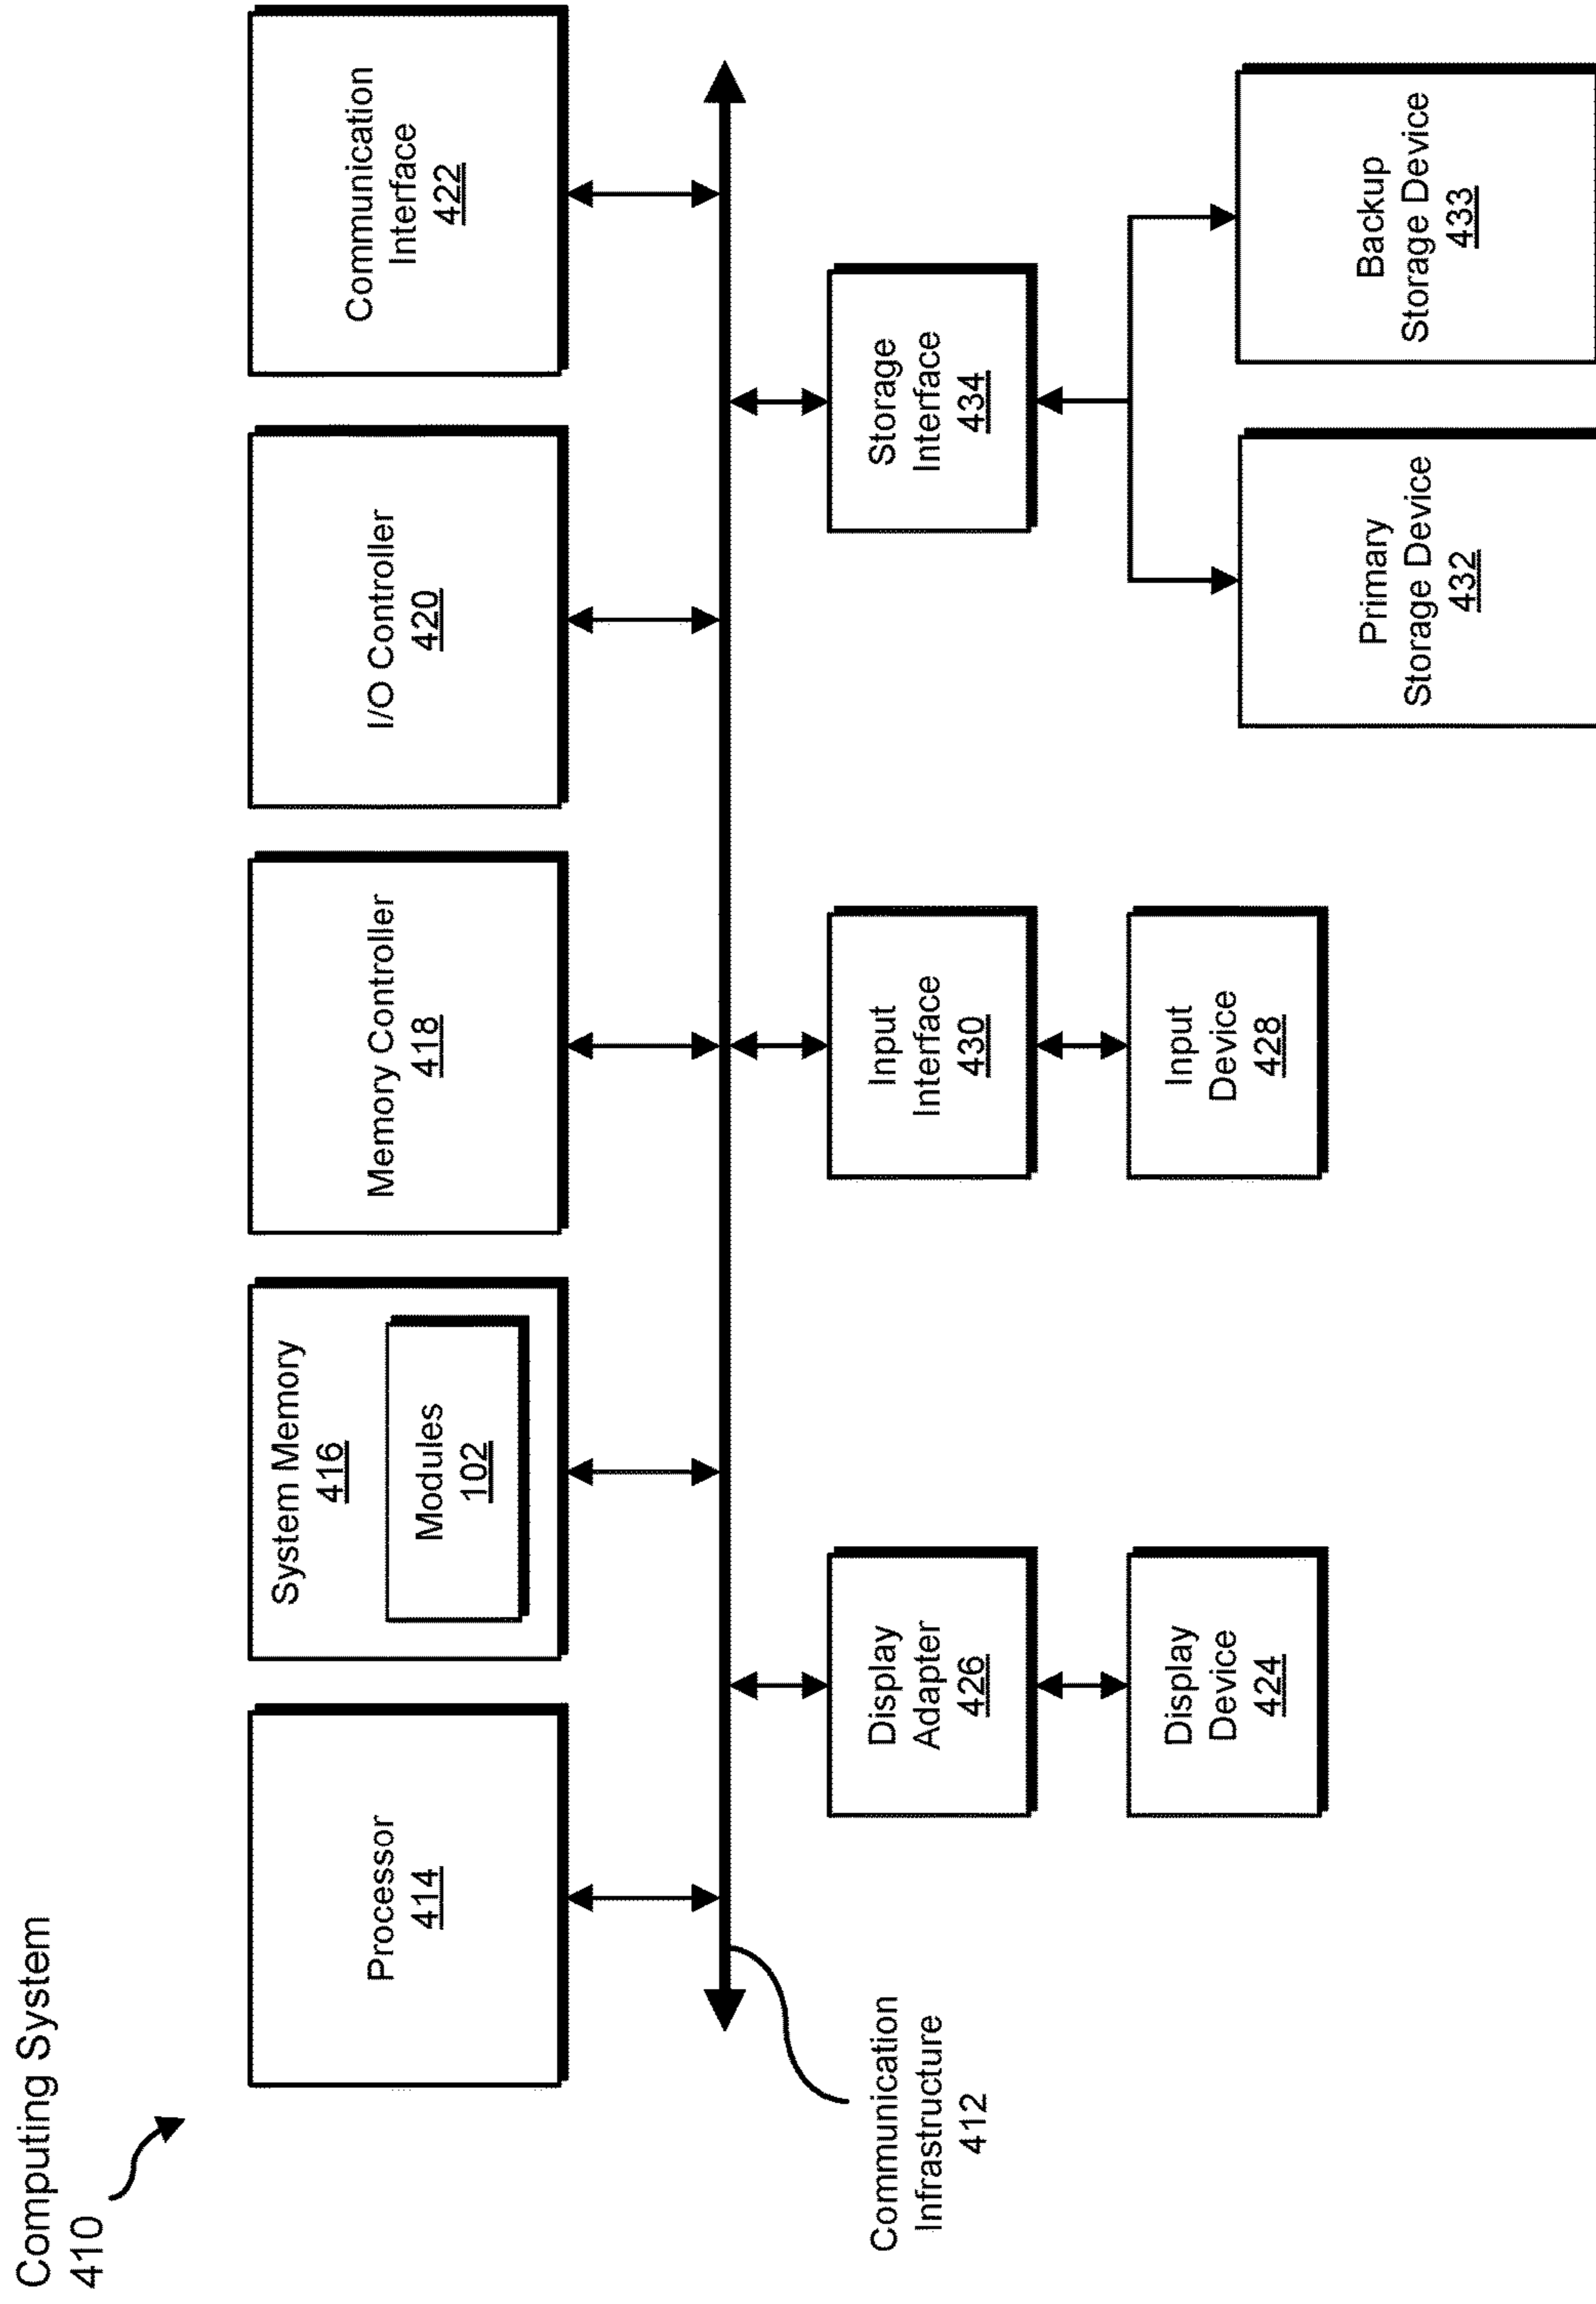 Computing System
410
Processor
414
System Memory
416
Modules
102
Memory Controller
418
I/O Controller
420
Communication
Interface
422
Communication
Infrastructure
412
Display
Adapter
426
Input
Interface
430
Storage
Interface
434
Display
Device
424
Input
Device
428
Primary
Storage Device
432
Backup
Storage Device
433